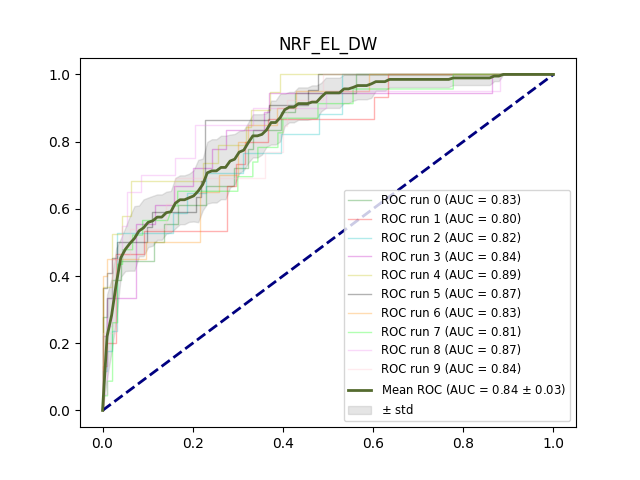 NRF_EL_DW
1.0
0.8
0.6
0.4
0.2
0.0
0.0 0.2 0.4 0.6 0.8 1.0
ROC run 0 (AUC = 0.83)
ROC run 1 (AUC = 0.80)
ROC run 2 (AUC = 0.82)
ROC run 3 (AUC = 0.84)
ROC run 4 (AUC = 0.89)
ROC run 5 (AUC = 0.87)
ROC run 6 (AUC = 0.83)
ROC run 7 (AUC = 0.81)
ROC run 8 (AUC = 0.87)
ROC run 9 (AUC = 0.84)
Mean ROC (AUC = 0.84 ± 0.03)
± std